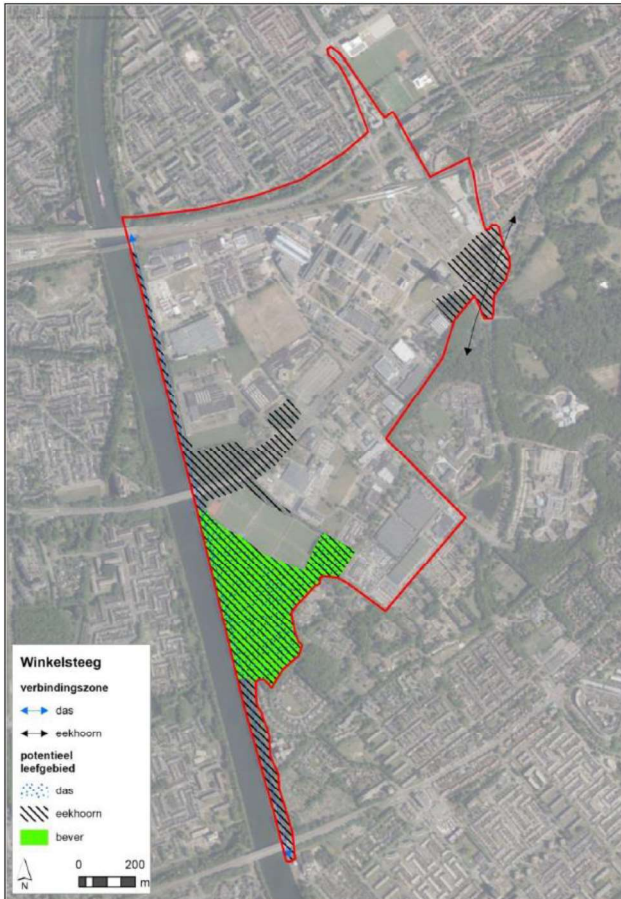 Winkelsteeg
verbindingszone
das
eekhoorn
potentieel
leefgebied
das
eekhoorn
bever
0 200
m
N